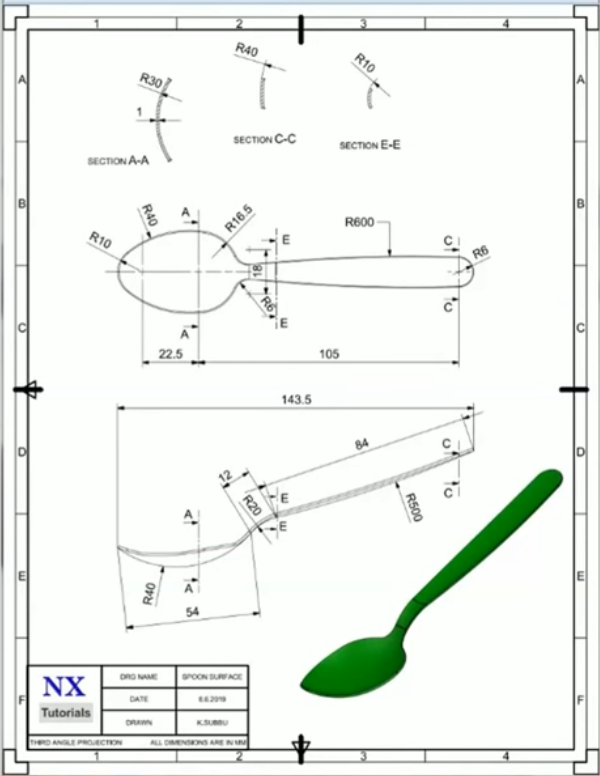 1 2 3 4
A A
R30
1
SECTION A-A
R40
SECTION C-C
R10
SECTION E-E
B B
R10
R40
A
R16.5
E
18
R6
E
R600
C
R6
C
A
C C
22.5
105
143.5
D D
84
C
C
12
R20
E
E
R500
A
A
R40
54
E E
F F
NX
Tutorials
DRG NAME SPOON SURFACE
DATE 6.6.2019
DRAWN K.SUBBU
THIRD ANGLE PROJECTION ALL DIMENSIONS ARE IN MM
1 2 3 4